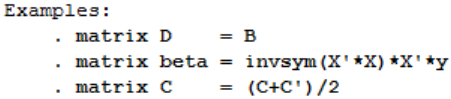 Examples:
. matrix D = B
. matrix beta = invsym(X'*X)*X'*y
. matrix C = (C+C')/2